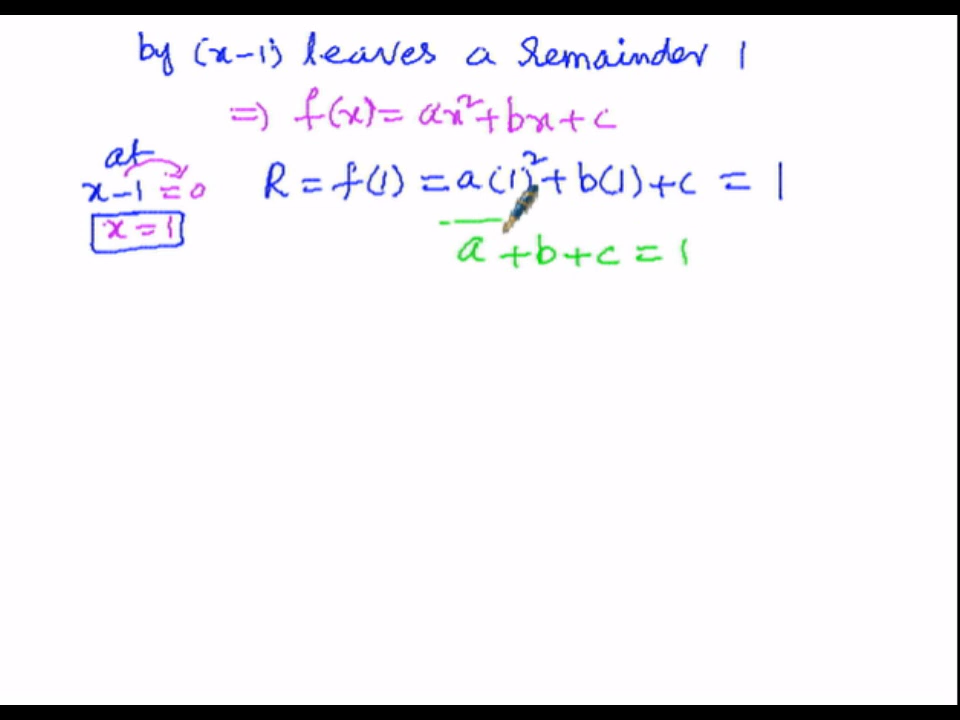 by (x-1) leaves a remainder 1
=> f(x)= ax²+bx+c
at
x-1=0
x=1
R = f(1) = a(1)²+b(1)+c = 1
a+b+c=1